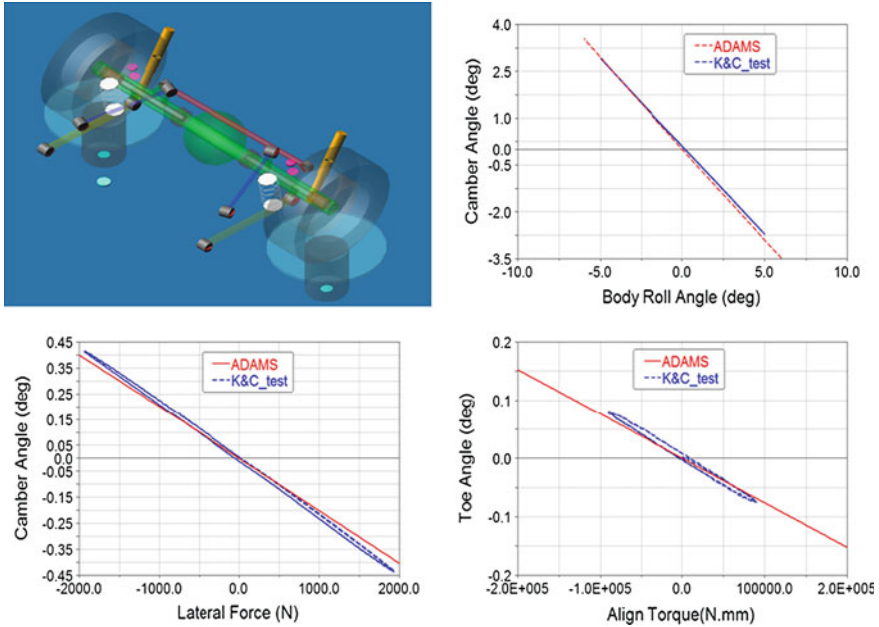 4.0
2.5
1.0
0.0
-0.5
-2.0
-3.5
-10.0 -5.0 0.0 5.0 10.0
Camber Angle (deg)
Body Roll Angle (deg)
ADAMS
K&C_test
0.45
0.35
0.25
0.15
0.05
0.0
-0.05
-0.15
-0.25
-0.35
-0.45
-2000.0 -1000.0 0.0 1000.0 2000.0
Camber Angle (deg)
Lateral Force (N)
ADAMS
K&C_test
0.2
0.1
0.0
-0.1
-0.2
-2.0E+005 -1.0E+005 0.0 100000.0 2.0E+005
Toe Angle (deg)
Align Torque(N.mm)
ADAMS
K&C_test